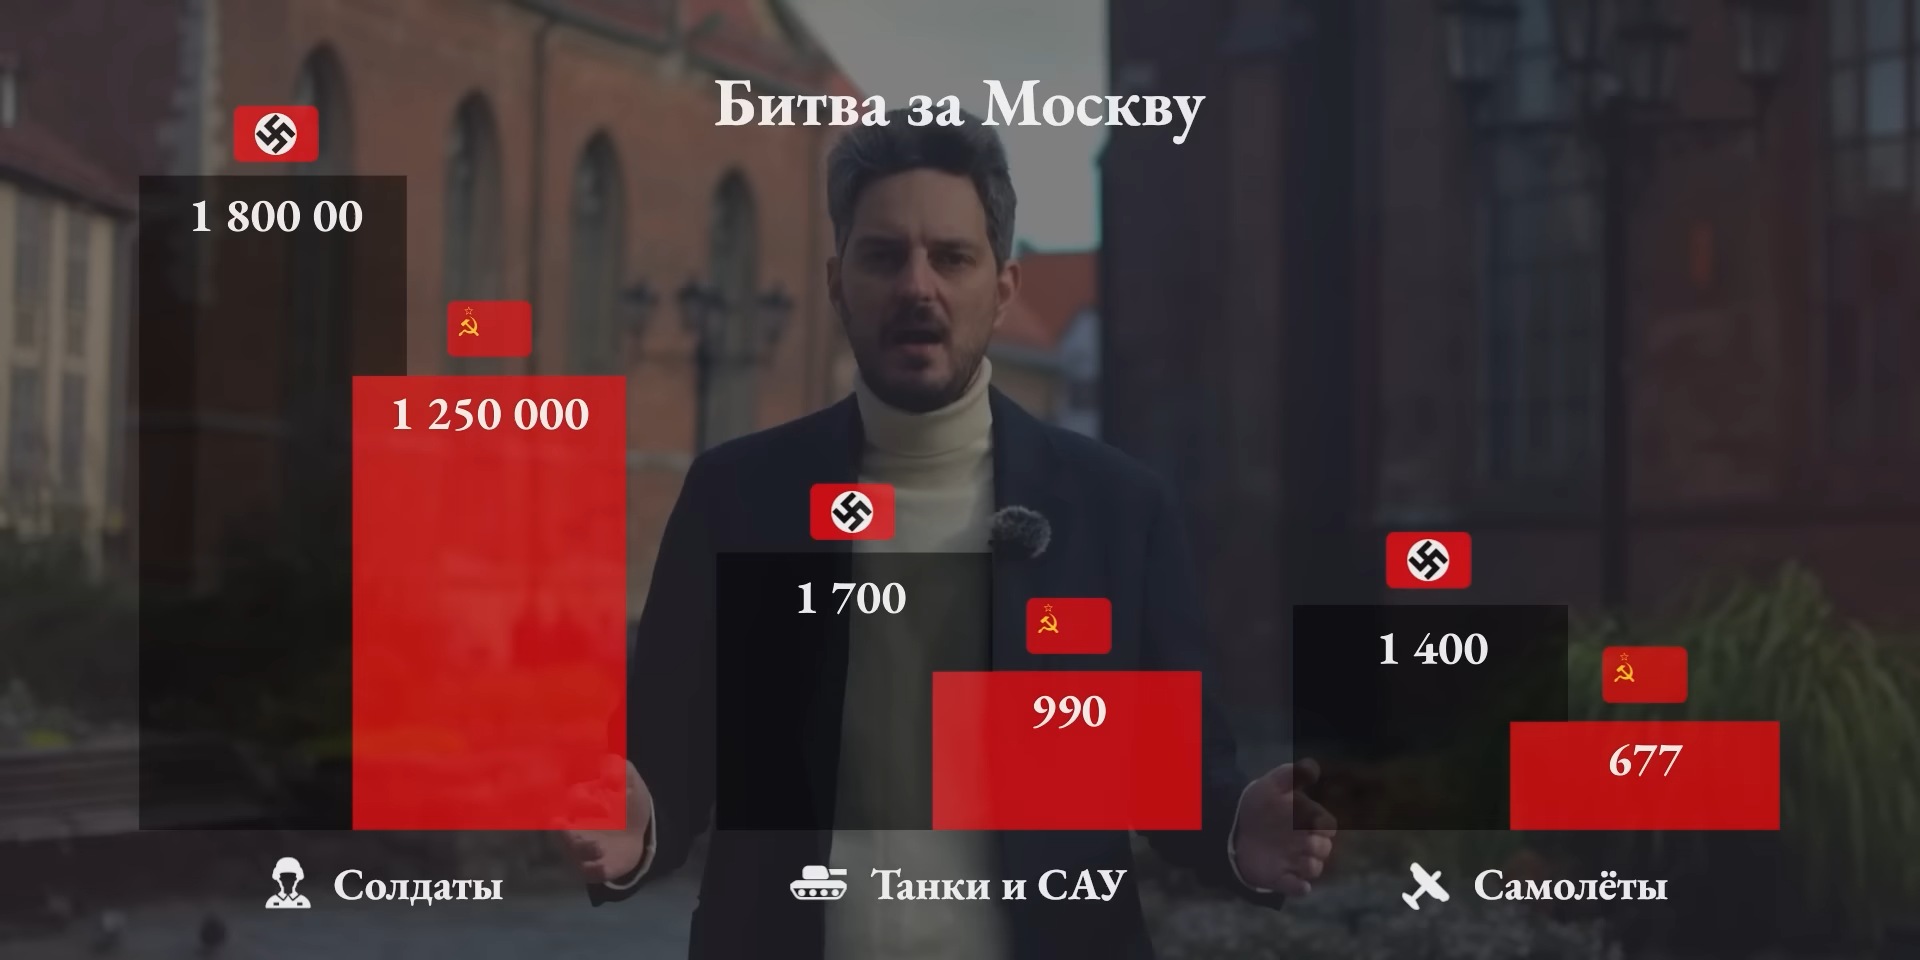 Битва за Москву
1 800 00
1 250 000
1 700
990
1 400
677
Солдаты
Танки и САУ
Самолёты